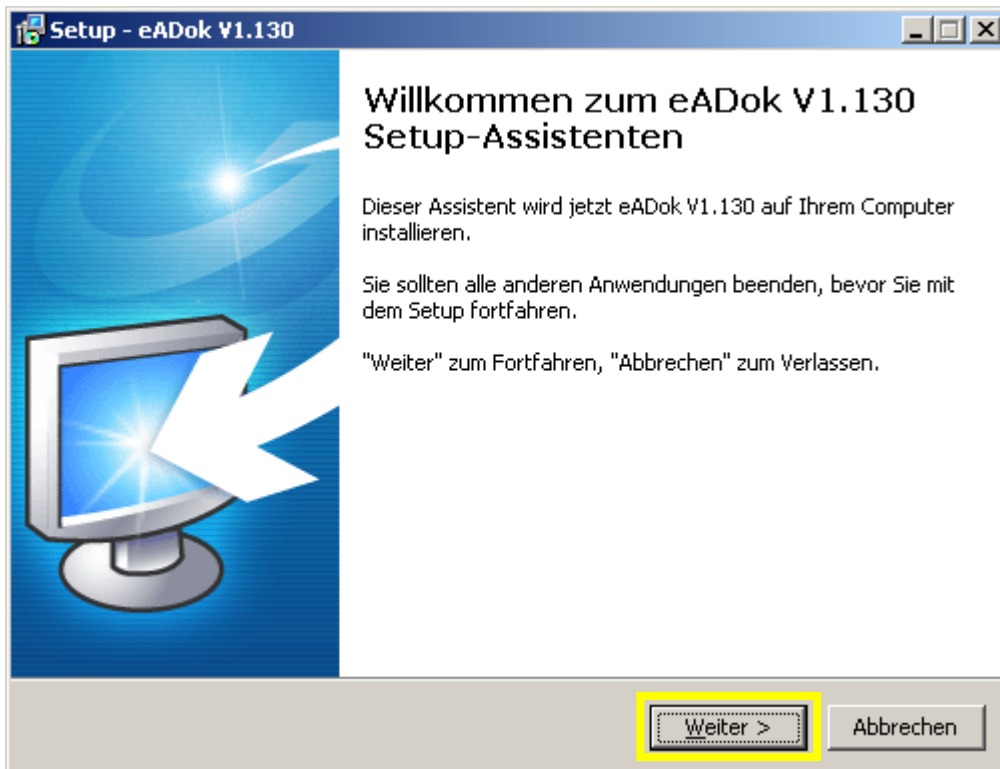 Setup - eADok V1.130
Willkommen zum eADok V1.130
Setup-Assistenten
Dieser Assistent wird jetzt eADok V1.130 auf Ihrem Computer
installieren.
Sie sollten alle anderen Anwendungen beenden, bevor Sie mit
dem Setup fortfahren.
"Weiter" zum Fortfahren, "Abbrechen" zum Verlassen.
Weiter > Abbrechen